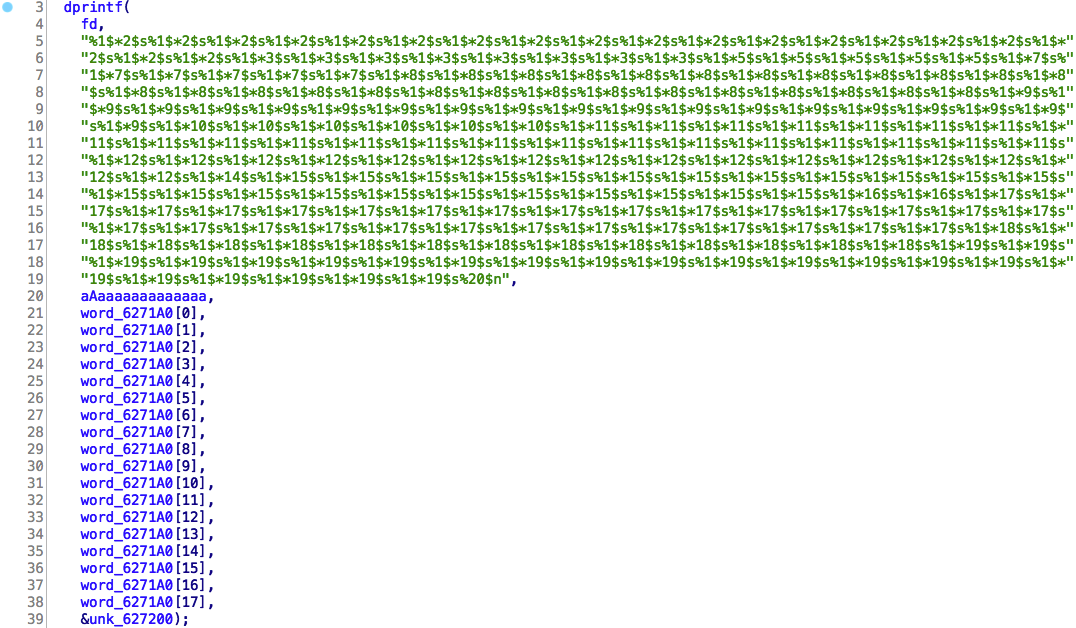 3 dprintf(
4 fd,
5 "%1$*2$s%1$*2$s%1$*2$s%1$*2$s%1$*2$s%1$*2$s%1$*2$s%1$*2$s%1$*2$s%1$*2$s%1$*2$s%1$*2$s%1$*2$s%1$*2$s%1$*2$s%1$*2$s%1$*"
6 "2$s%1$*2$s%1$*2$s%1$*3$s%1$*3$s%1$*3$s%1$*3$s%1$*3$s%1$*3$s%1$*3$s%1$*3$s%1$*5$s%1$*5$s%1$*5$s%1$*5$s%1$*5$s%1$*7$s%"
7 "1$*7$s%1$*7$s%1$*7$s%1$*7$s%1$*7$s%1$*8$s%1$*8$s%1$*8$s%1$*8$s%1$*8$s%1$*8$s%1$*8$s%1$*8$s%1$*8$s%1$*8$s%1$*8$s%1$*8"
8 "$s%1$*8$s%1$*8$s%1$*8$s%1$*8$s%1$*8$s%1$*8$s%1$*8$s%1$*8$s%1$*8$s%1$*8$s%1$*8$s%1$*8$s%1$*8$s%1$*8$s%1$*8$s%1$*9$s%1"
9 "$*9$s%1$*9$s%1$*9$s%1$*9$s%1$*9$s%1$*9$s%1$*9$s%1$*9$s%1$*9$s%1$*9$s%1$*9$s%1$*9$s%1$*9$s%1$*9$s%1$*9$s%1$*9$s%1$*9$"
10 "s%1$*9$s%1$*10$s%1$*10$s%1$*10$s%1$*10$s%1$*10$s%1$*10$s%1$*11$s%1$*11$s%1$*11$s%1$*11$s%1$*11$s%1$*11$s%1$*11$s%1$*"
11 "11$s%1$*11$s%1$*11$s%1$*11$s%1$*11$s%1$*11$s%1$*11$s%1$*11$s%1$*11$s%1$*11$s%1$*11$s%1$*11$s%1$*11$s%1$*11$s%1$*11$s"
12 "%1$*12$s%1$*12$s%1$*12$s%1$*12$s%1$*12$s%1$*12$s%1$*12$s%1$*12$s%1$*12$s%1$*12$s%1$*12$s%1$*12$s%1$*12$s%1$*12$s%1$*"
13 "12$s%1$*12$s%1$*14$s%1$*15$s%1$*15$s%1$*15$s%1$*15$s%1$*15$s%1$*15$s%1$*15$s%1$*15$s%1$*15$s%1$*15$s%1$*15$s%1$*15$s"
14 "%1$*15$s%1$*15$s%1$*15$s%1$*15$s%1$*15$s%1$*15$s%1$*15$s%1$*15$s%1$*15$s%1$*15$s%1$*15$s%1$*16$s%1$*16$s%1$*17$s%1$*"
15 "17$s%1$*17$s%1$*17$s%1$*17$s%1$*17$s%1$*17$s%1$*17$s%1$*17$s%1$*17$s%1$*17$s%1$*17$s%1$*17$s%1$*17$s%1$*17$s%1$*17$s"
16 "%1$*17$s%1$*17$s%1$*17$s%1$*17$s%1$*17$s%1$*17$s%1$*17$s%1$*17$s%1$*17$s%1$*17$s%1$*17$s%1$*17$s%1$*17$s%1$*18$s%1$*"
17 "18$s%1$*18$s%1$*18$s%1$*18$s%1$*18$s%1$*18$s%1$*18$s%1$*18$s%1$*18$s%1$*18$s%1$*18$s%1$*18$s%1$*18$s%1$*19$s%1$*19$s"
18 "%1$*19$s%1$*19$s%1$*19$s%1$*19$s%1$*19$s%1$*19$s%1$*19$s%1$*19$s%1$*19$s%1$*19$s%1$*19$s%1$*19$s%1$*19$s%1$*19$s%1$*"
19 "19$s%1$*19$s%1$*19$s%1$*19$s%1$*19$s%1$*19$s%20$n",
20 aAaaaaaaaaaaaaa,
21 word_6271A0[0],
22 word_6271A0[1],
23 word_6271A0[2],
24 word_6271A0[3],
25 word_6271A0[4],
26 word_6271A0[5],
27 word_6271A0[6],
28 word_6271A0[7],
29 word_6271A0[8],
30 word_6271A0[9],
31 word_6271A0[10],
32 word_6271A0[11],
33 word_6271A0[12],
34 word_6271A0[13],
35 word_6271A0[14],
36 word_6271A0[15],
37 word_6271A0[16],
38 word_6271A0[17],
39 &unk_627200);